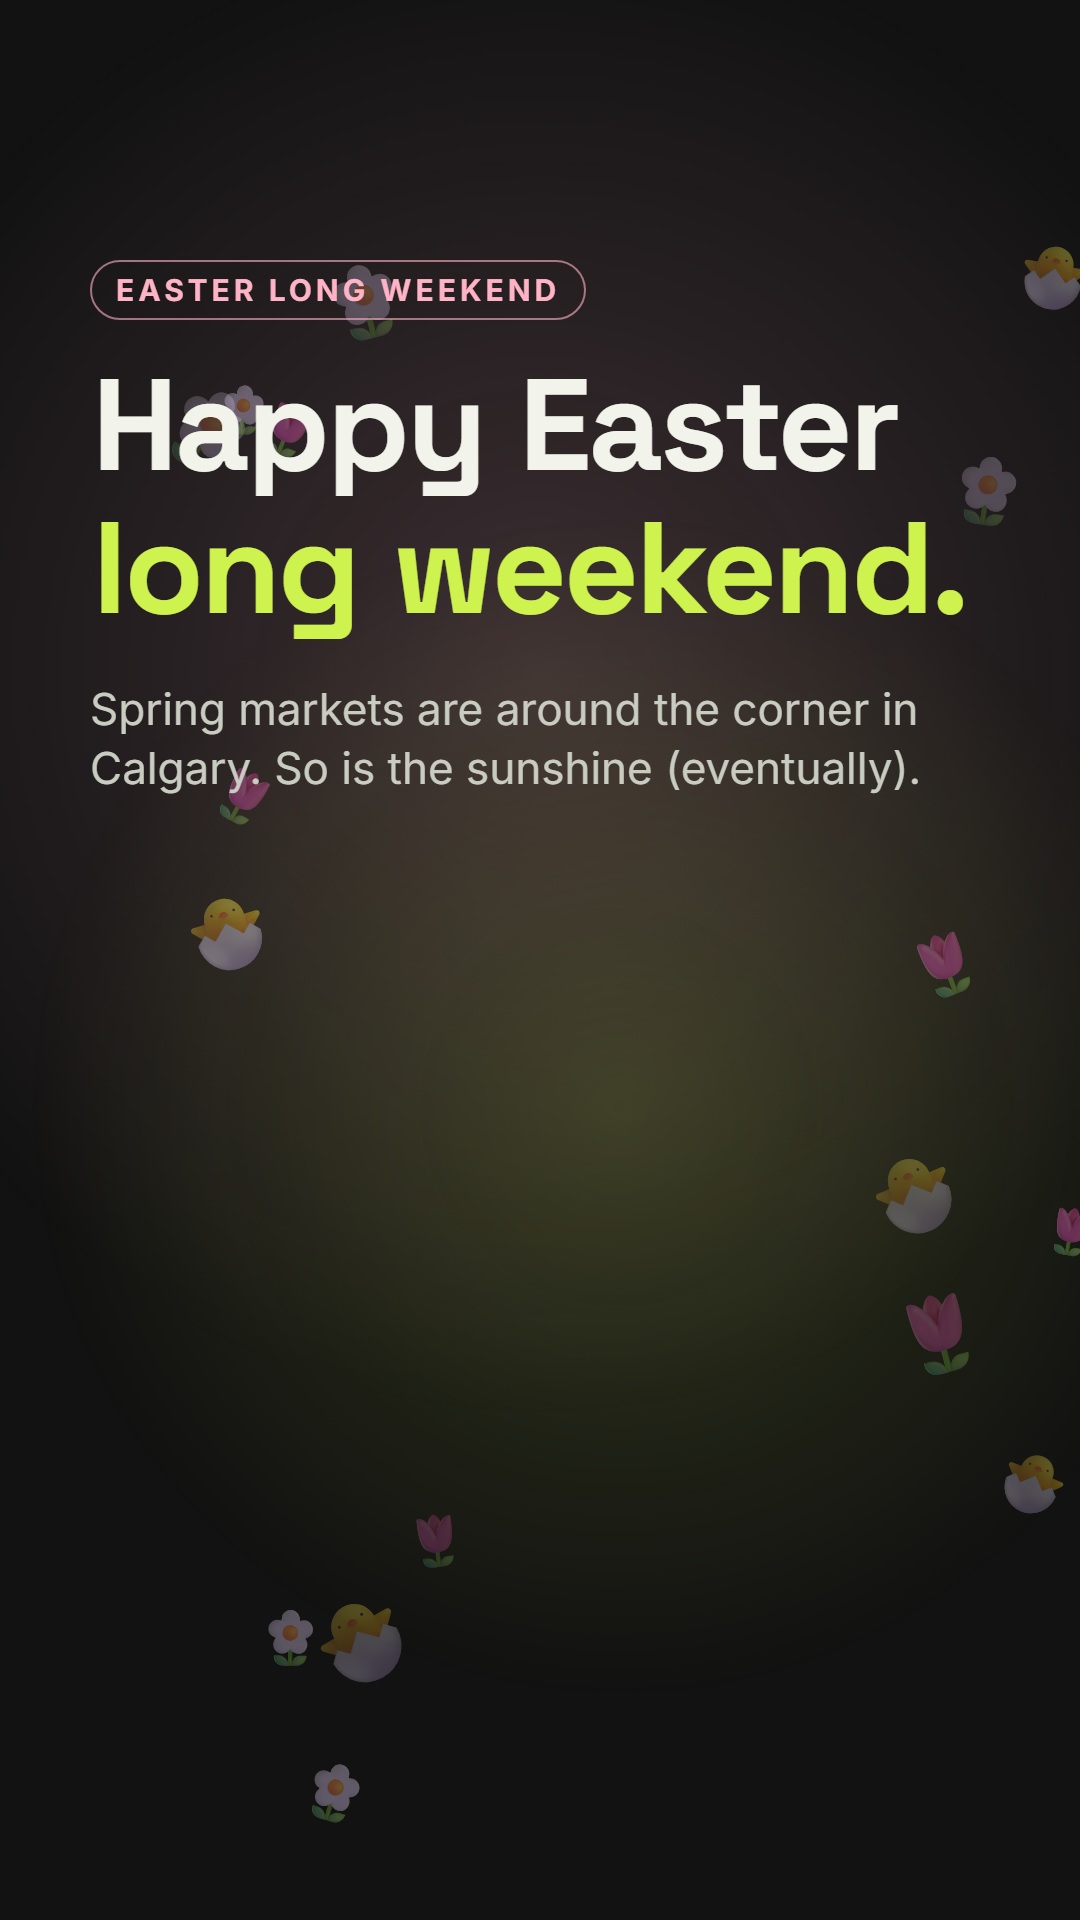 EASTER LONG WEEKEND
Happy Easter
long weekend.
Spring markets are around the corner in
Calgary. So is the sunshine (eventually).